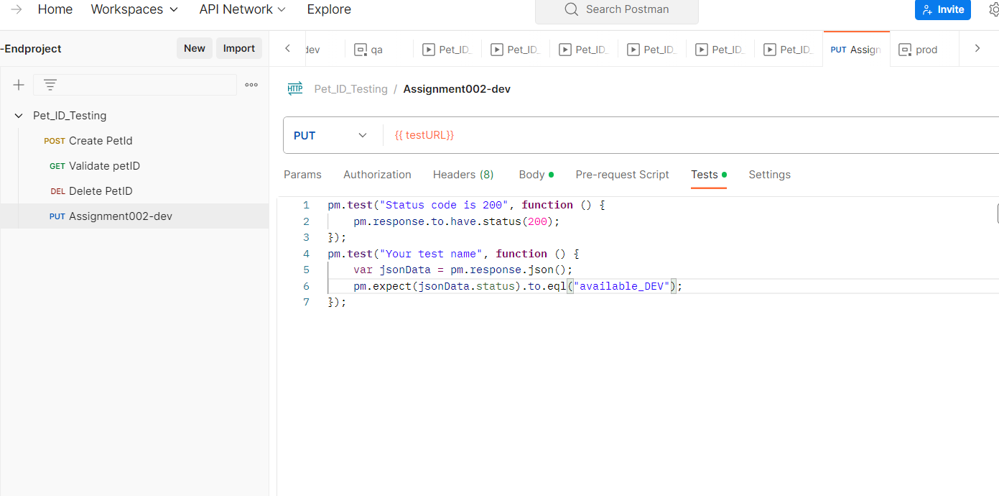 Home Workspaces API Network Explore Search Postman Invite
-Endproject New Import
dev qa Pet_ID_ Pet_ID_ Pet_ID_ Pet_ID_ Pet_ID_ Pet_ID_ PUT Assign prod
HTTP Pet_ID_Testing / Assignment002-dev
Pet_ID_Testing
POST Create PetId
GET Validate petID
DEL Delete PetID
PUT Assignment002-dev
PUT {{ testURL}}
Params Authorization Headers (8) Body Pre-request Script Tests Settings
1 pm.test("Status code is 200", function () {
2 pm.response.to.have.status(200);
3 });
4 pm.test("Your test name", function () {
5 var jsonData = pm.response.json();
6 pm.expect(jsonData.status).to.eql("available_DEV");
7 });